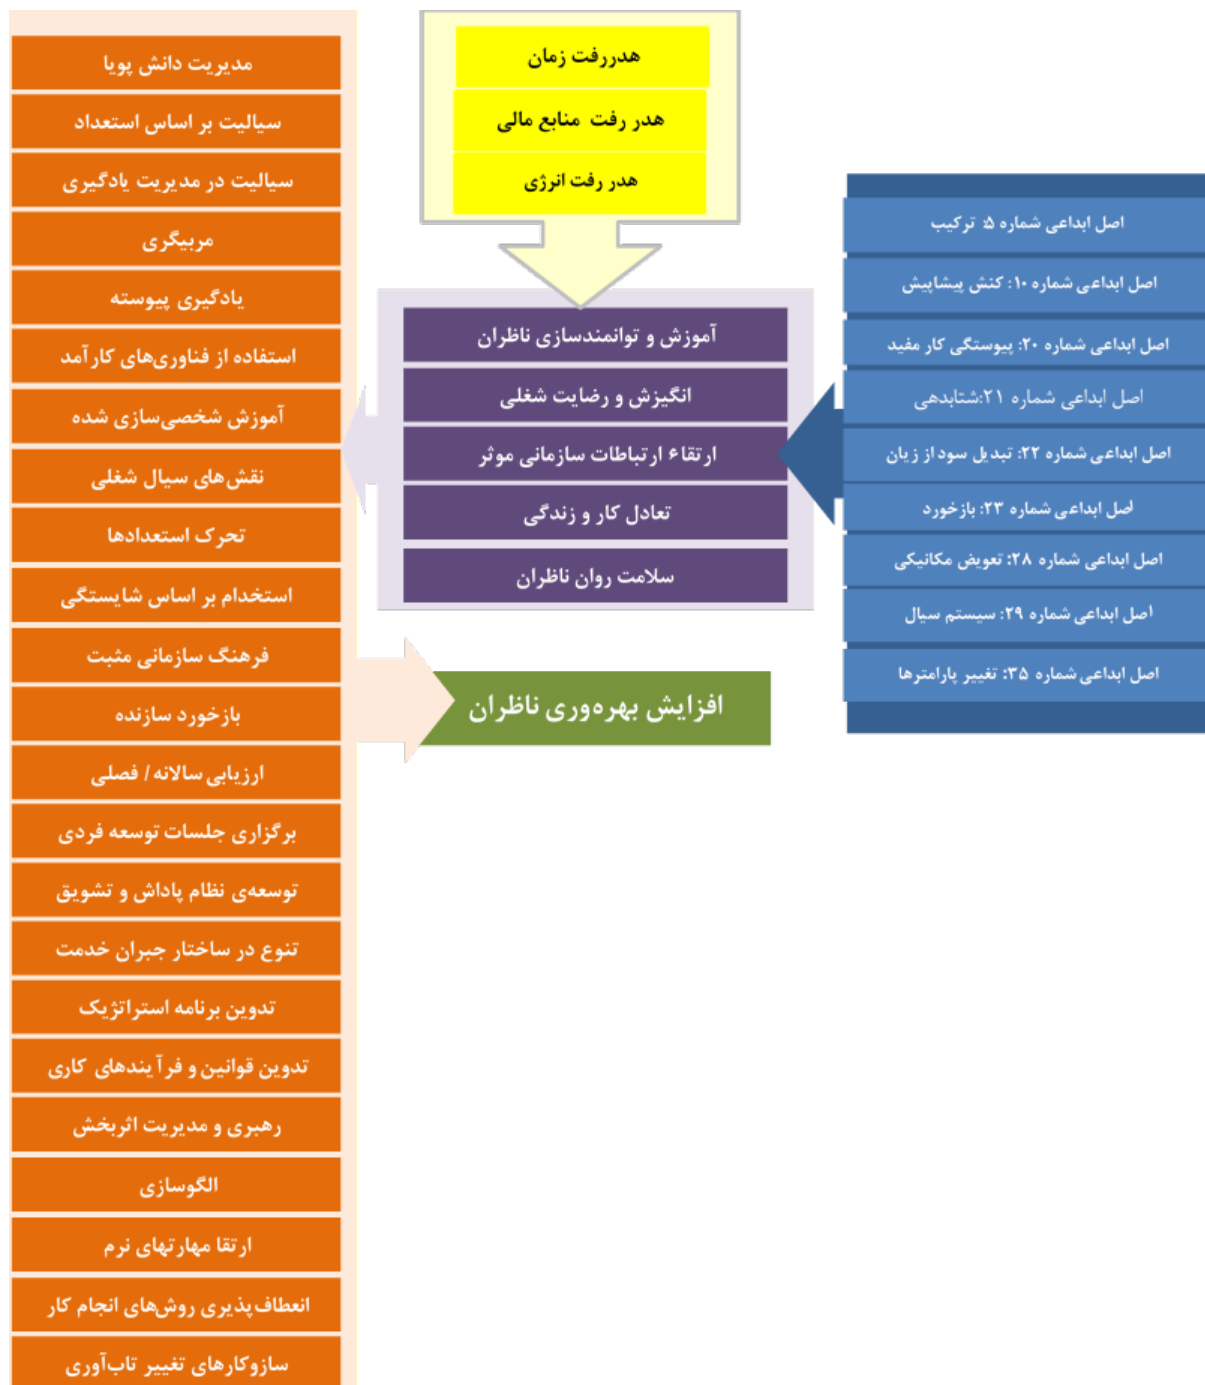 هدررفت زمان
هدر رفت منابع مالی
هدر رفت انرژی
اصل ابداعی شماره ۵: ترکیب
اصل ابداعی شماره ۱۰: کنش پیشاپیش
اصل ابداعی شماره ۲۰: پیوستگی کار مفید
اصل ابداعی شماره ۲۱:شتابدهی
اصل ابداعی شماره ۲۲: تبدیل سود از زیان
اصل ابداعی شماره ۲۳: بازخورد
اصل ابداعی شماره ۲۸: تعویض مکانیکی
اصل ابداعی شماره ۲۹: سیستم سیال
اصل ابداعی شماره ۳۵: تغییر پارامترها
آموزش و توانمندسازی ناظران
انگیزش و رضایت شغلی
ارتقاء ارتباطات سازمانی موثر
تعادل کار و زندگی
سلامت روان ناظران
مدیریت دانش پویا
سیالیت بر اساس استعداد
سیالیت در مدیریت یادگیری
مربیگری
یادگیری پیوسته
استفاده از فناوری‌های کارآمد
آموزش شخصی‌سازی شده
نقش‌های سیال شغلی
تحرک استعدادها
استخدام بر اساس شایستگی
فرهنگ سازمانی مثبت
بازخورد سازنده
ارزیابی سالانه / فصلی
برگزاری جلسات توسعه فردی
توسعه‌ی نظام پاداش و تشویق
تنوع در ساختار جبران خدمت
تدوین برنامه استراتژیک
تدوین قوانین و فرآیندهای کاری
رهبری و مدیریت اثربخش
الگوسازی
ارتقا مهارتهای نرم
انعطاف‌پذیری روش‌های انجام کار
سازوکارهای تغییر تاب‌آوری
افزایش بهره‌وری ناظران